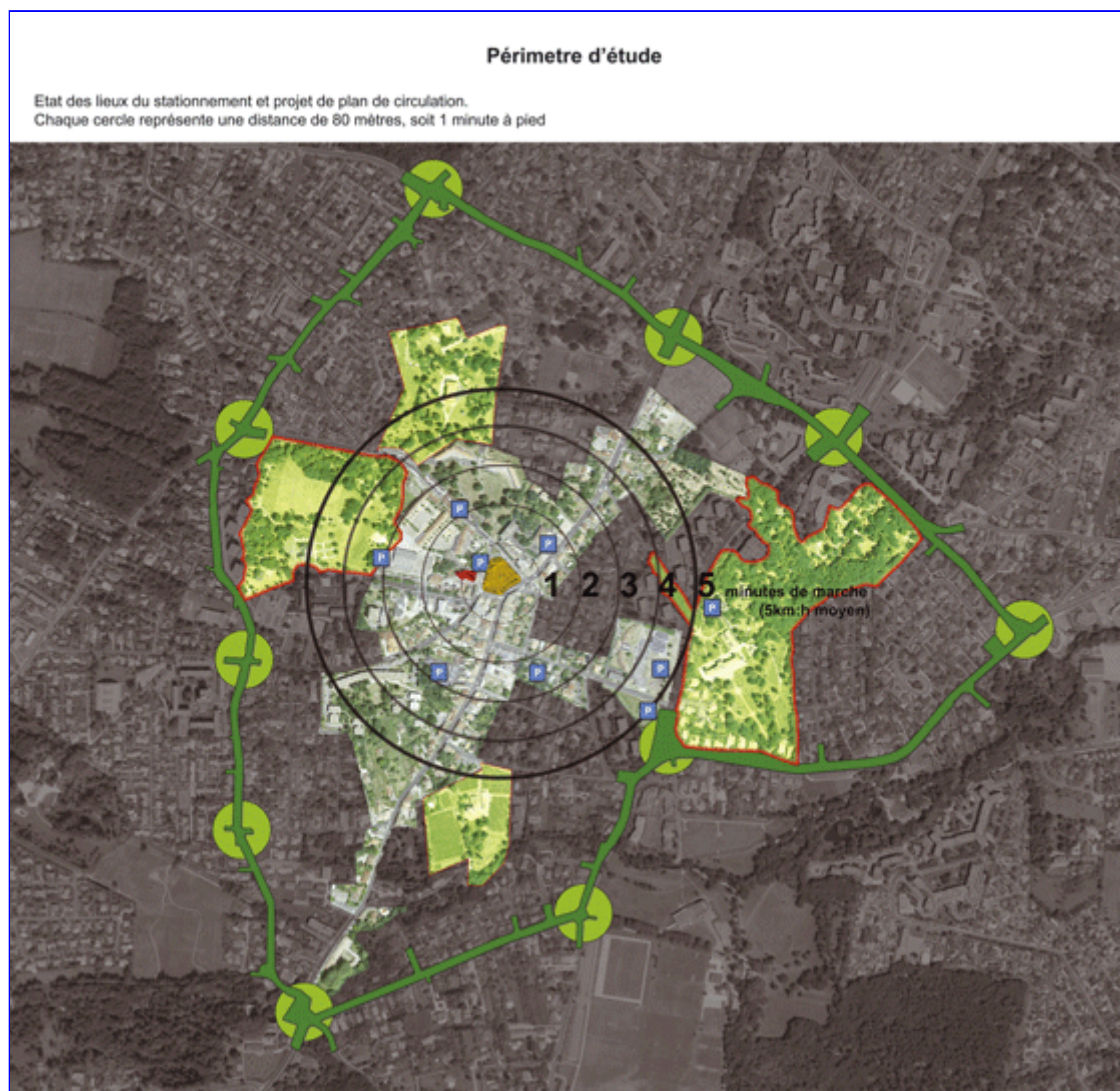 Périmetre d'étude
Etat des lieux du stationnement et projet de plan de circulation.
Chaque cercle représente une distance de 80 mètres, soit 1 minute à pied
P
P
P
P
1 2 3 4 5 minutes de marche
(5km:h moyen)
P
P
P
P
P